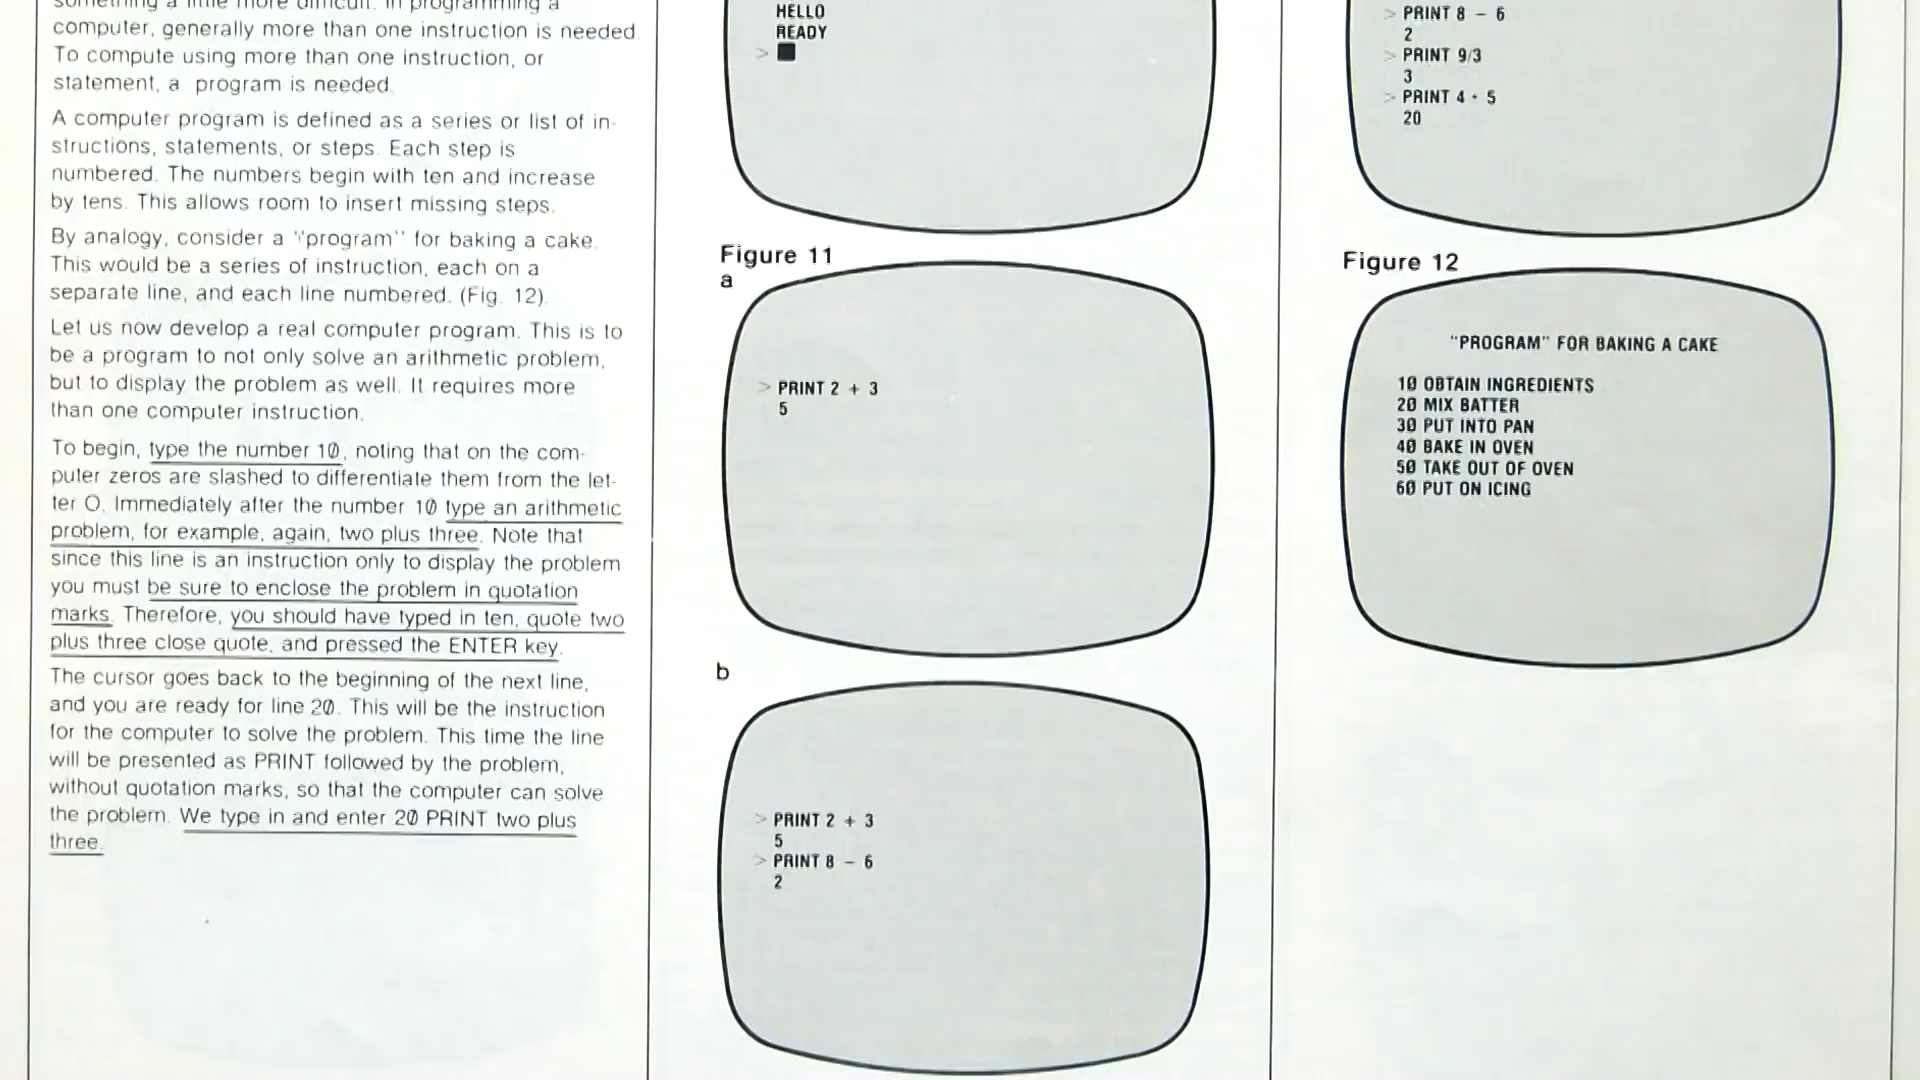 something a little more difficult. In programming a
computer, generally more than one instruction is needed.
To compute using more than one instruction, or
statement, a program is needed.
A computer program is defined as a series or list of in-
structions, statements, or steps. Each step is
numbered. The numbers begin with ten and increase
by tens. This allows room to insert missing steps.
By analogy, consider a "program" for baking a cake.
This would be a series of instruction, each on a
separate line, and each line numbered. (Fig. 12).
Let us now develop a real computer program. This is to
be a program to not only solve an arithmetic problem,
but to display the problem as well. It requires more
than one computer instruction.
To begin, type the number 10, noting that on the com-
puter zeros are slashed to differentiate them from the let-
ter O. Immediately after the number 10 type an arithmetic
problem, for example, again, two plus three. Note that
since this line is an instruction only to display the problem
you must be sure to enclose the problem in quotation
marks. Therefore, you should have typed in ten, quote two
plus three close quote, and pressed the ENTER key.
The cursor goes back to the beginning of the next line,
and you are ready for line 20. This will be the instruction
for the computer to solve the problem. This time the line
will be presented as PRINT followed by the problem,
without quotation marks, so that the computer can solve
the problem. We type in and enter 20 PRINT two plus
three.
HELLO
READY
> ■
Figure 11
a
> PRINT 2 + 3
5
b
> PRINT 2 + 3
5
> PRINT 8 - 6
2
> PRINT 8 - 6
2
> PRINT 9/3
3
> PRINT 4 * 5
20
Figure 12
"PROGRAM" FOR BAKING A CAKE
10 OBTAIN INGREDIENTS
20 MIX BATTER
30 PUT INTO PAN
40 BAKE IN OVEN
50 TAKE OUT OF OVEN
60 PUT ON ICING